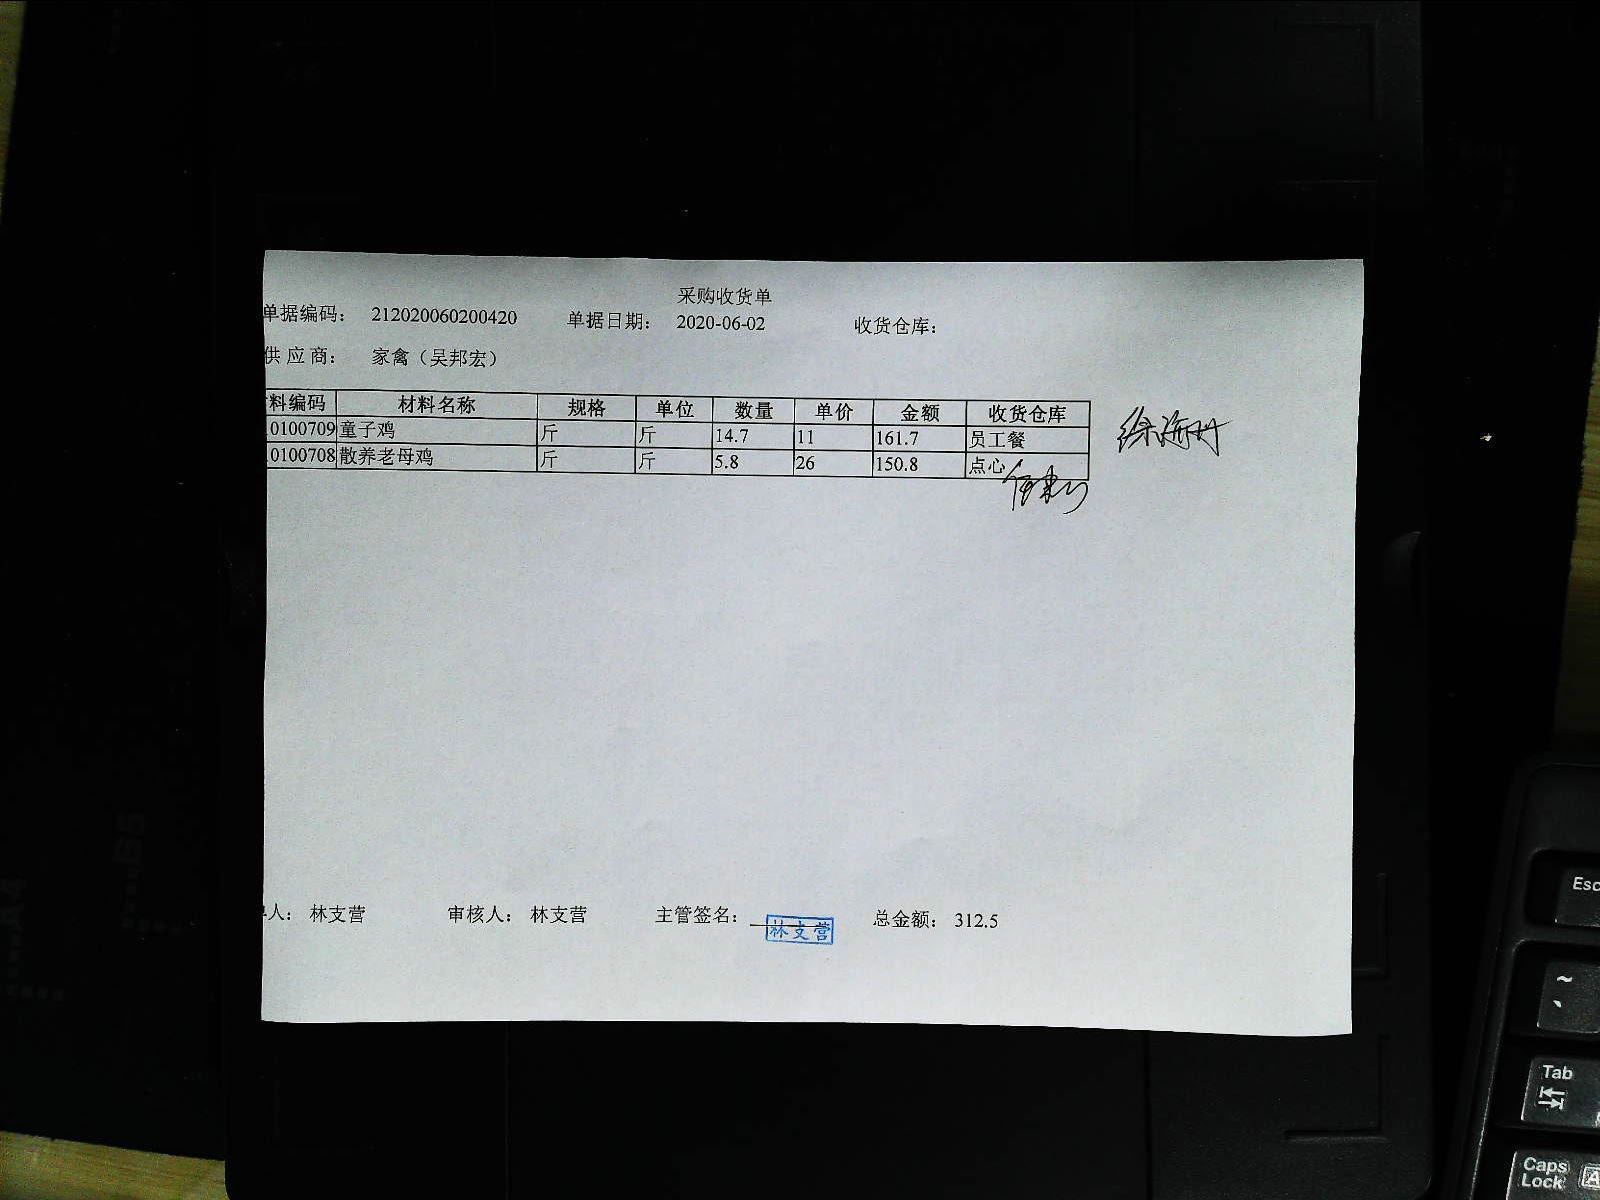 采购收货单
单据编码： 212020060200420 单据日期： 2020-06-02 收货仓库：
供应商： 家禽（吴邦宏）
料编码 材料名称 规格 单位 数量 单价 金额 收货仓库
0100709 童子鸡 斤 斤 14.7 11 161.7 员工餐
0100708 散养老母鸡 斤 斤 5.8 26 150.8 点心
徐海丹
人： 林支营 审核人： 林支营 主管签名： 林支营 总金额： 312.5
A4
B5
Esc
~
Tab
Caps Lock
A